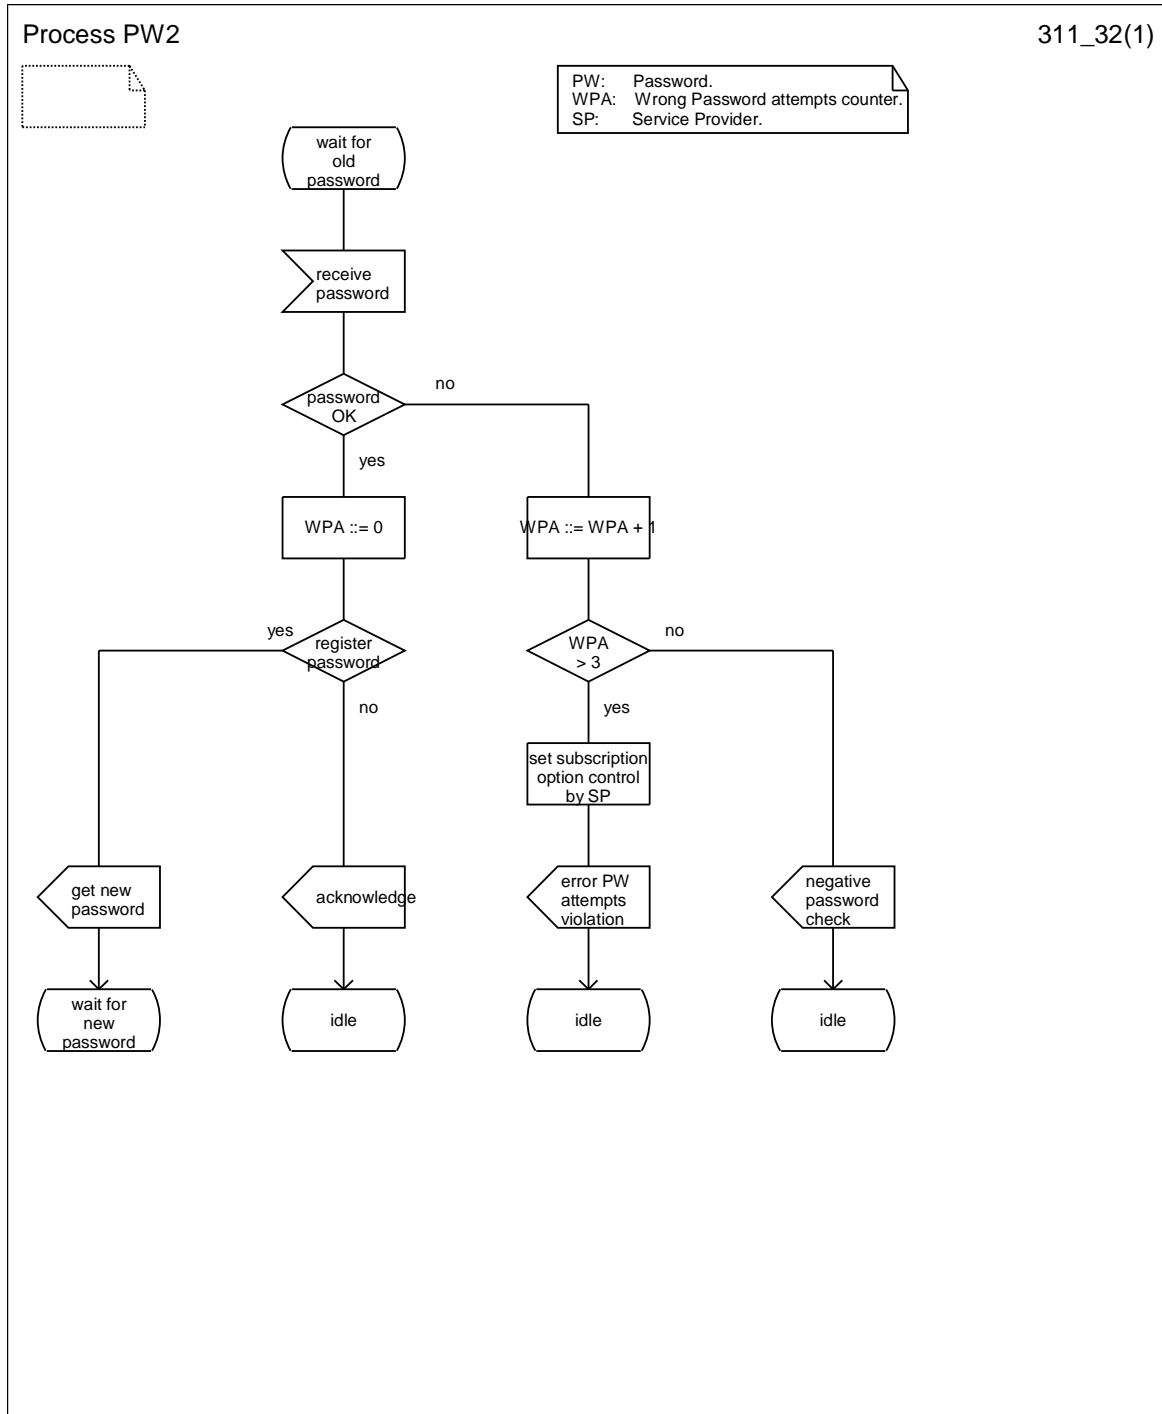 Process PW2
311_32(1)
PW: Password.
WPA: Wrong Password attempts counter.
SP: Service Provider.
wait for
old
password
receive
password
password
OK
no
yes
WPA ::= 0
WPA ::= WPA + 1
yes
register
password
no
WPA
> 3
no
yes
set subscription
option control
by SP
get new
password
acknowledge
error PW
attempts
violation
negative
password
check
wait for
new
password
idle
idle
idle